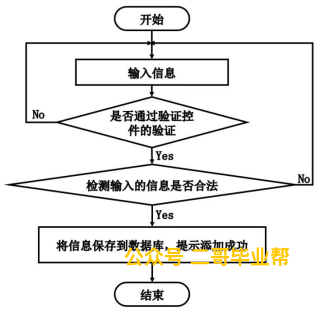 开始
输入信息
是否通过验证控
件的验证
No
Yes
检测输入的信息是否合法
No
Yes
将信息保存到数据库，提示添加成功
公众号 二哥毕业帮
结束